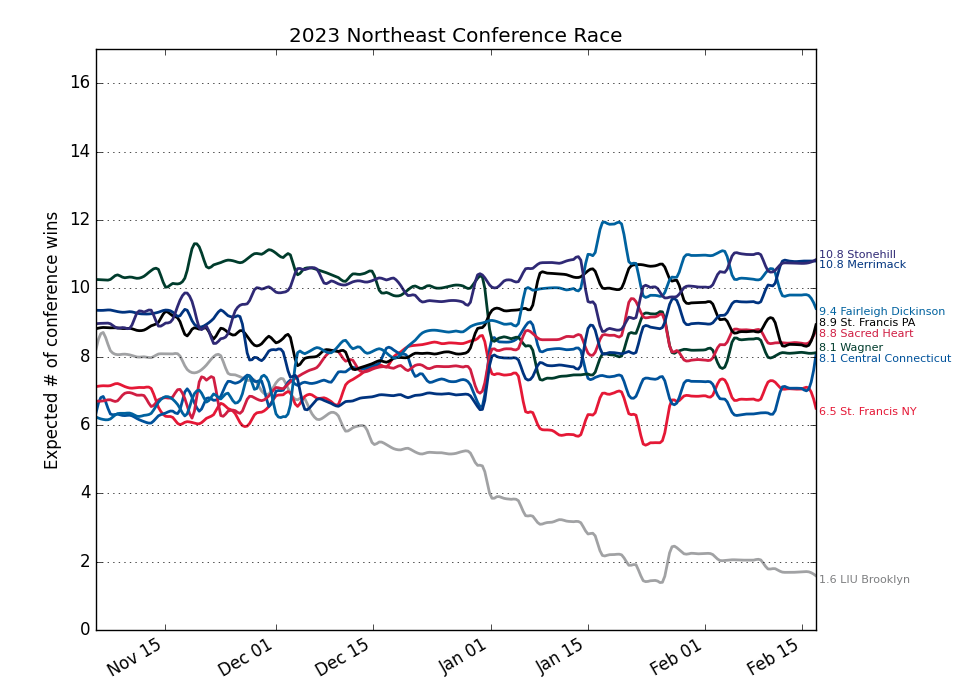 2023 Northeast Conference Race
Expected # of conference wins
16
14
12
10
8
6
4
2
0
Nov 15
Dec 01
Dec 15
Jan 01
Jan 15
Feb 01
Feb 15
10.8 Stonehill
10.8 Merrimack
9.4 Fairleigh Dickinson
8.9 St. Francis PA
8.8 Sacred Heart
8.1 Wagner
8.1 Central Connecticut
6.5 St. Francis NY
1.6 LIU Brooklyn